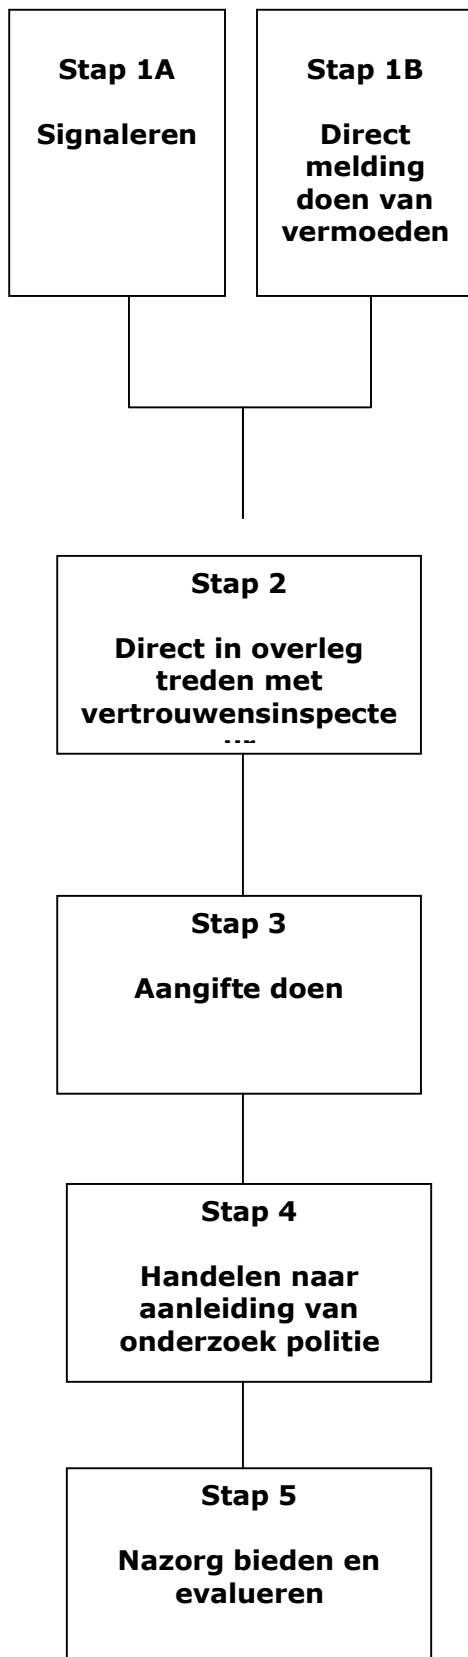 Stap 1A
Signaleren
Stap 1B
Direct
melding
doen van
vermoeden
Stap 2
Direct in overleg
treden met
vertrouwensinspecte
Stap 3
Aangifte doen
Stap 4
Handelen naar
aanleiding van
onderzoek politie
Stap 5
Nazorg bieden en
evalueren